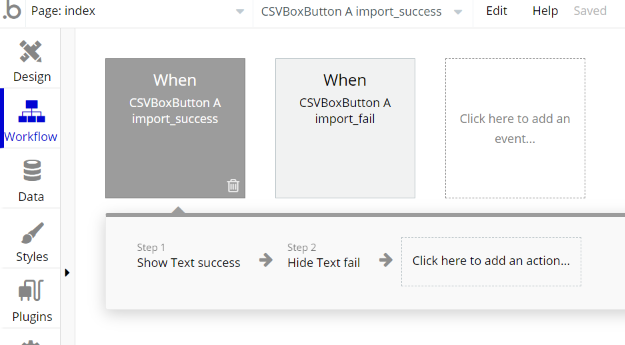 .b Page: index CSVBoxButton A import_success Edit Help Saved
Design
Workflow
Data
Styles
Plugins
When
CSVBoxButton A
import_success
When
CSVBoxButton A
import_fail
Click here to add an
event...
Step 1
Show Text success
Step 2
Hide Text fail
Click here to add an action...